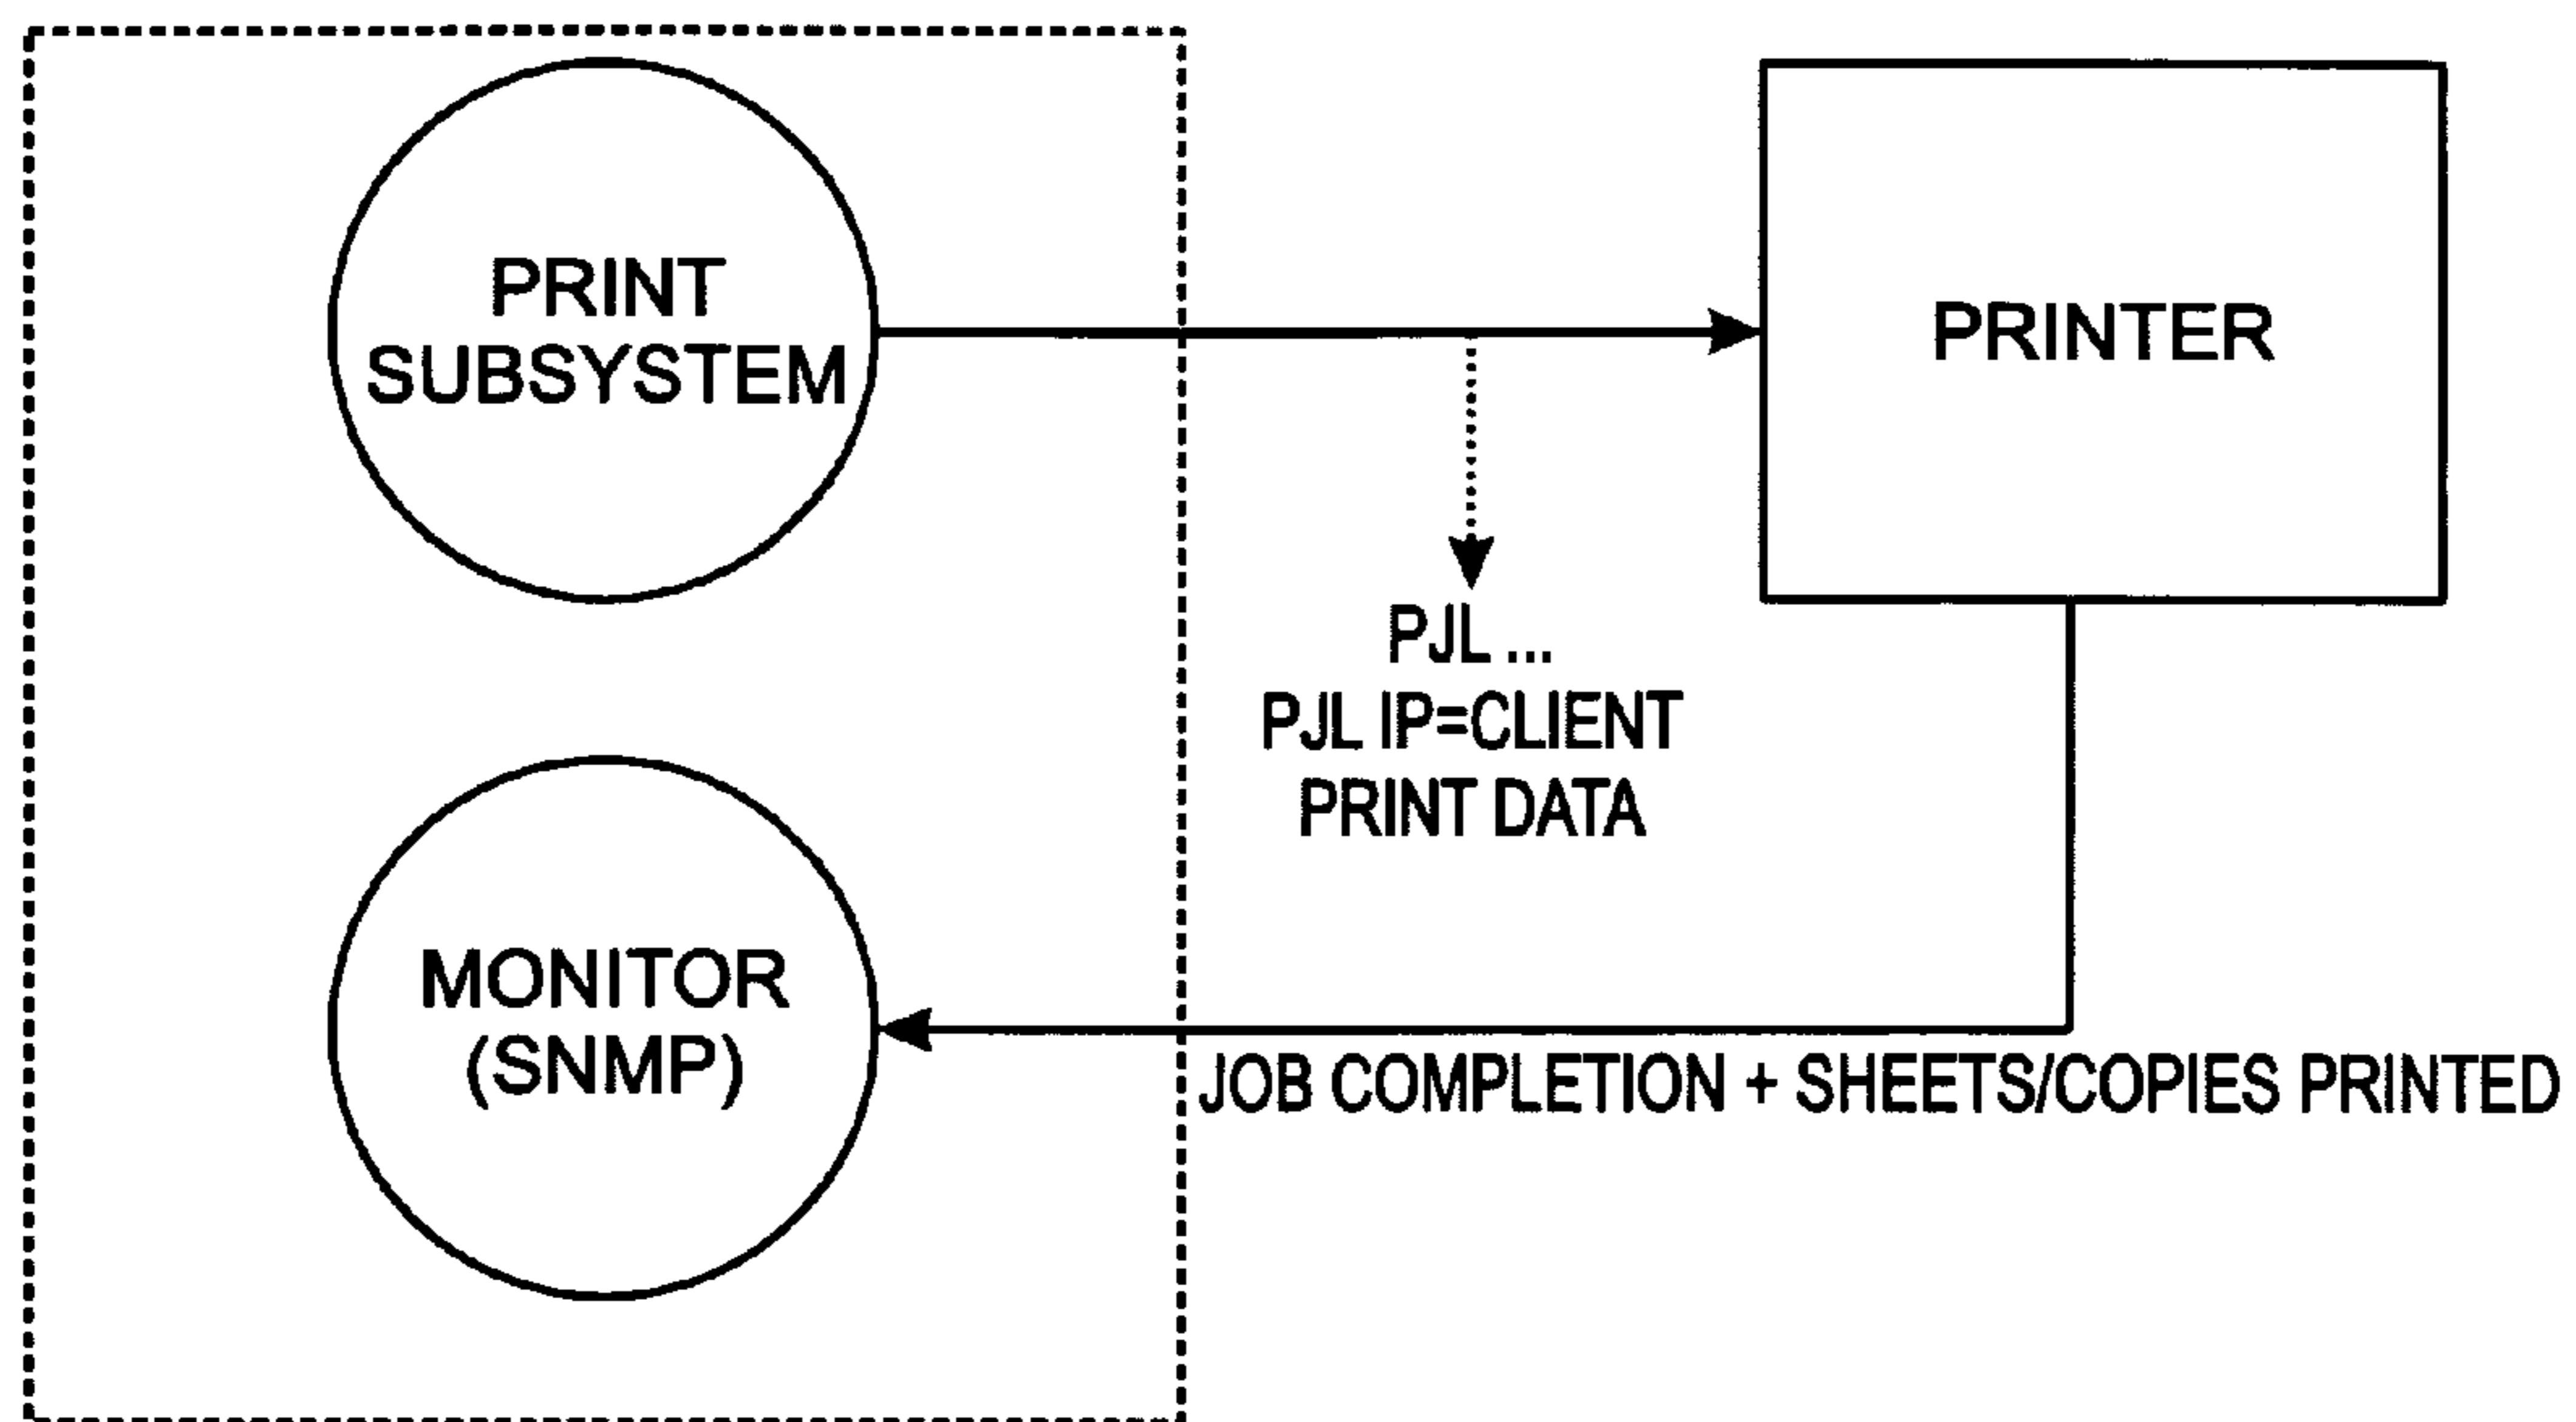 PRINT
SUBSYSTEM
PRINTER
PJL ...
PJL IP=CLIENT
PRINT DATA
MONITOR
(SNMP)
JOB COMPLETION + SHEETS/COPIES PRINTED